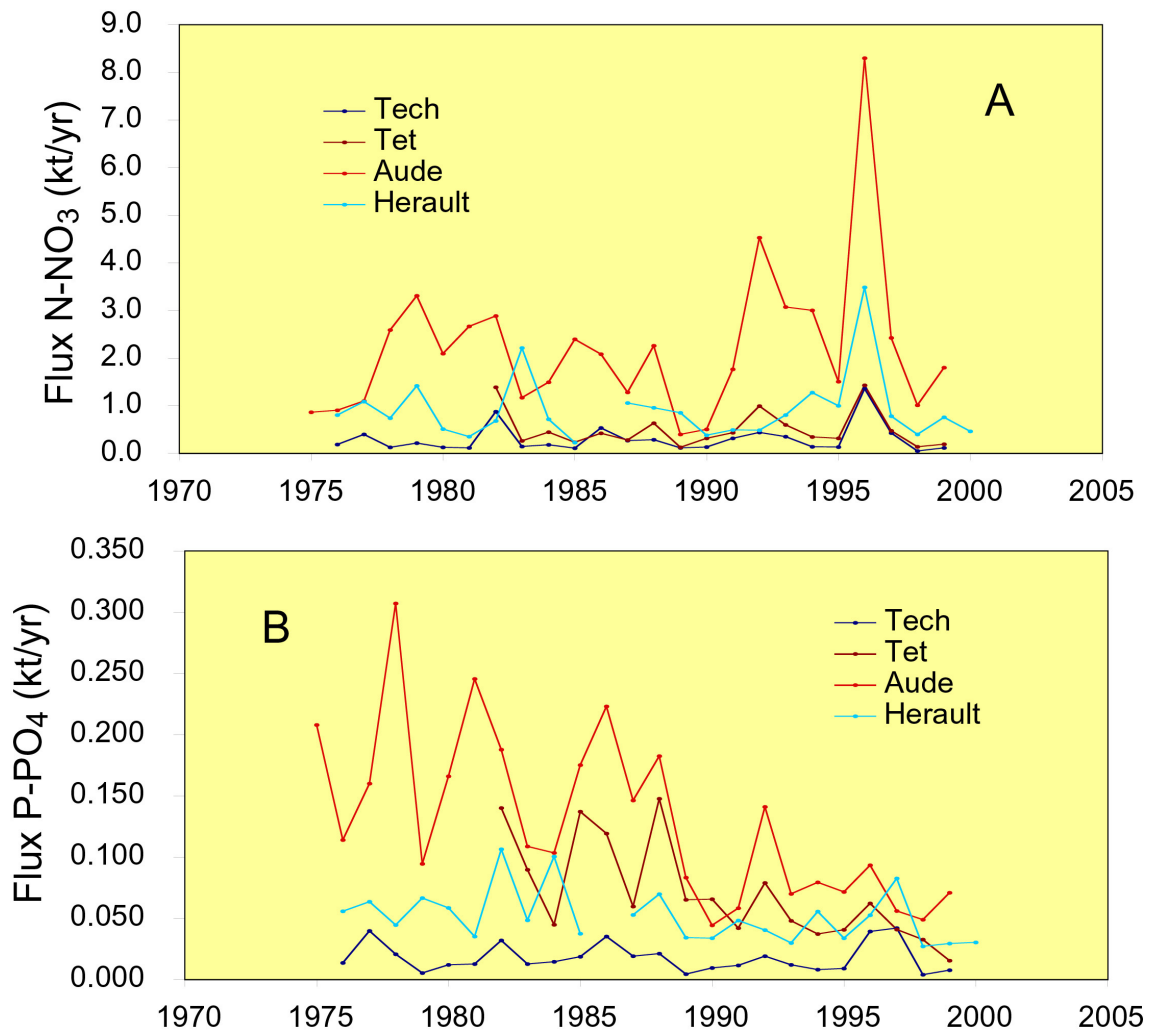 9.0
8.0
7.0
6.0
5.0
4.0
3.0
2.0
1.0
0.0
Flux N-NO3 (kt/yr)
A
Tech
Tet
Aude
Herault
1970 1975 1980 1985 1990 1995 2000 2005
0.350
0.300
0.250
0.200
0.150
0.100
0.050
0.000
Flux P-PO4 (kt/yr)
B
Tech
Tet
Aude
Herault
1970 1975 1980 1985 1990 1995 2000 2005